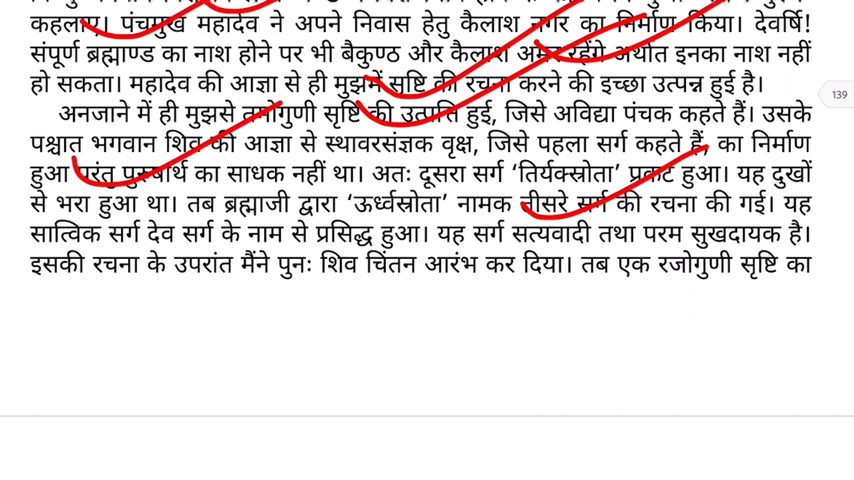 कहलाए। पंचमुख महादेव ने अपने निवास हेतु कैलाश नगर का निर्माण किया। देवर्षि!
संपूर्ण ब्रह्माण्ड का नाश होने पर भी बैकुण्ठ और कैलाश अमर रहेंगे अर्थात इनका नाश नहीं
हो सकता। महादेव की आज्ञा से ही मुझमें सृष्टि की रचना करने की इच्छा उत्पन्न हुई है।
139
अनजाने में ही मुझसे तमोगुणी सृष्टि की उत्पत्ति हुई, जिसे अविद्या पंचक कहते हैं। उसके
पश्चात भगवान शिव की आज्ञा से स्थावरसंज्ञक वृक्ष, जिसे पहला सर्ग कहते हैं, का निर्माण
हुआ परंतु पुरुषार्थ का साधक नहीं था। अतः दूसरा सर्ग ‘तिर्यक्स्रोता’ प्रकट हुआ। यह दुखों
से भरा हुआ था। तब ब्रह्माजी द्वारा ‘ऊर्ध्वस्रोता’ नामक तीसरे सर्ग की रचना की गई। यह
सात्विक सर्ग देव सर्ग के नाम से प्रसिद्ध हुआ। यह सर्ग सत्यवादी तथा परम सुखदायक है।
इसकी रचना के उपरांत मैंने पुनः शिव चिंतन आरंभ कर दिया। तब एक रजोगुणी सृष्टि का